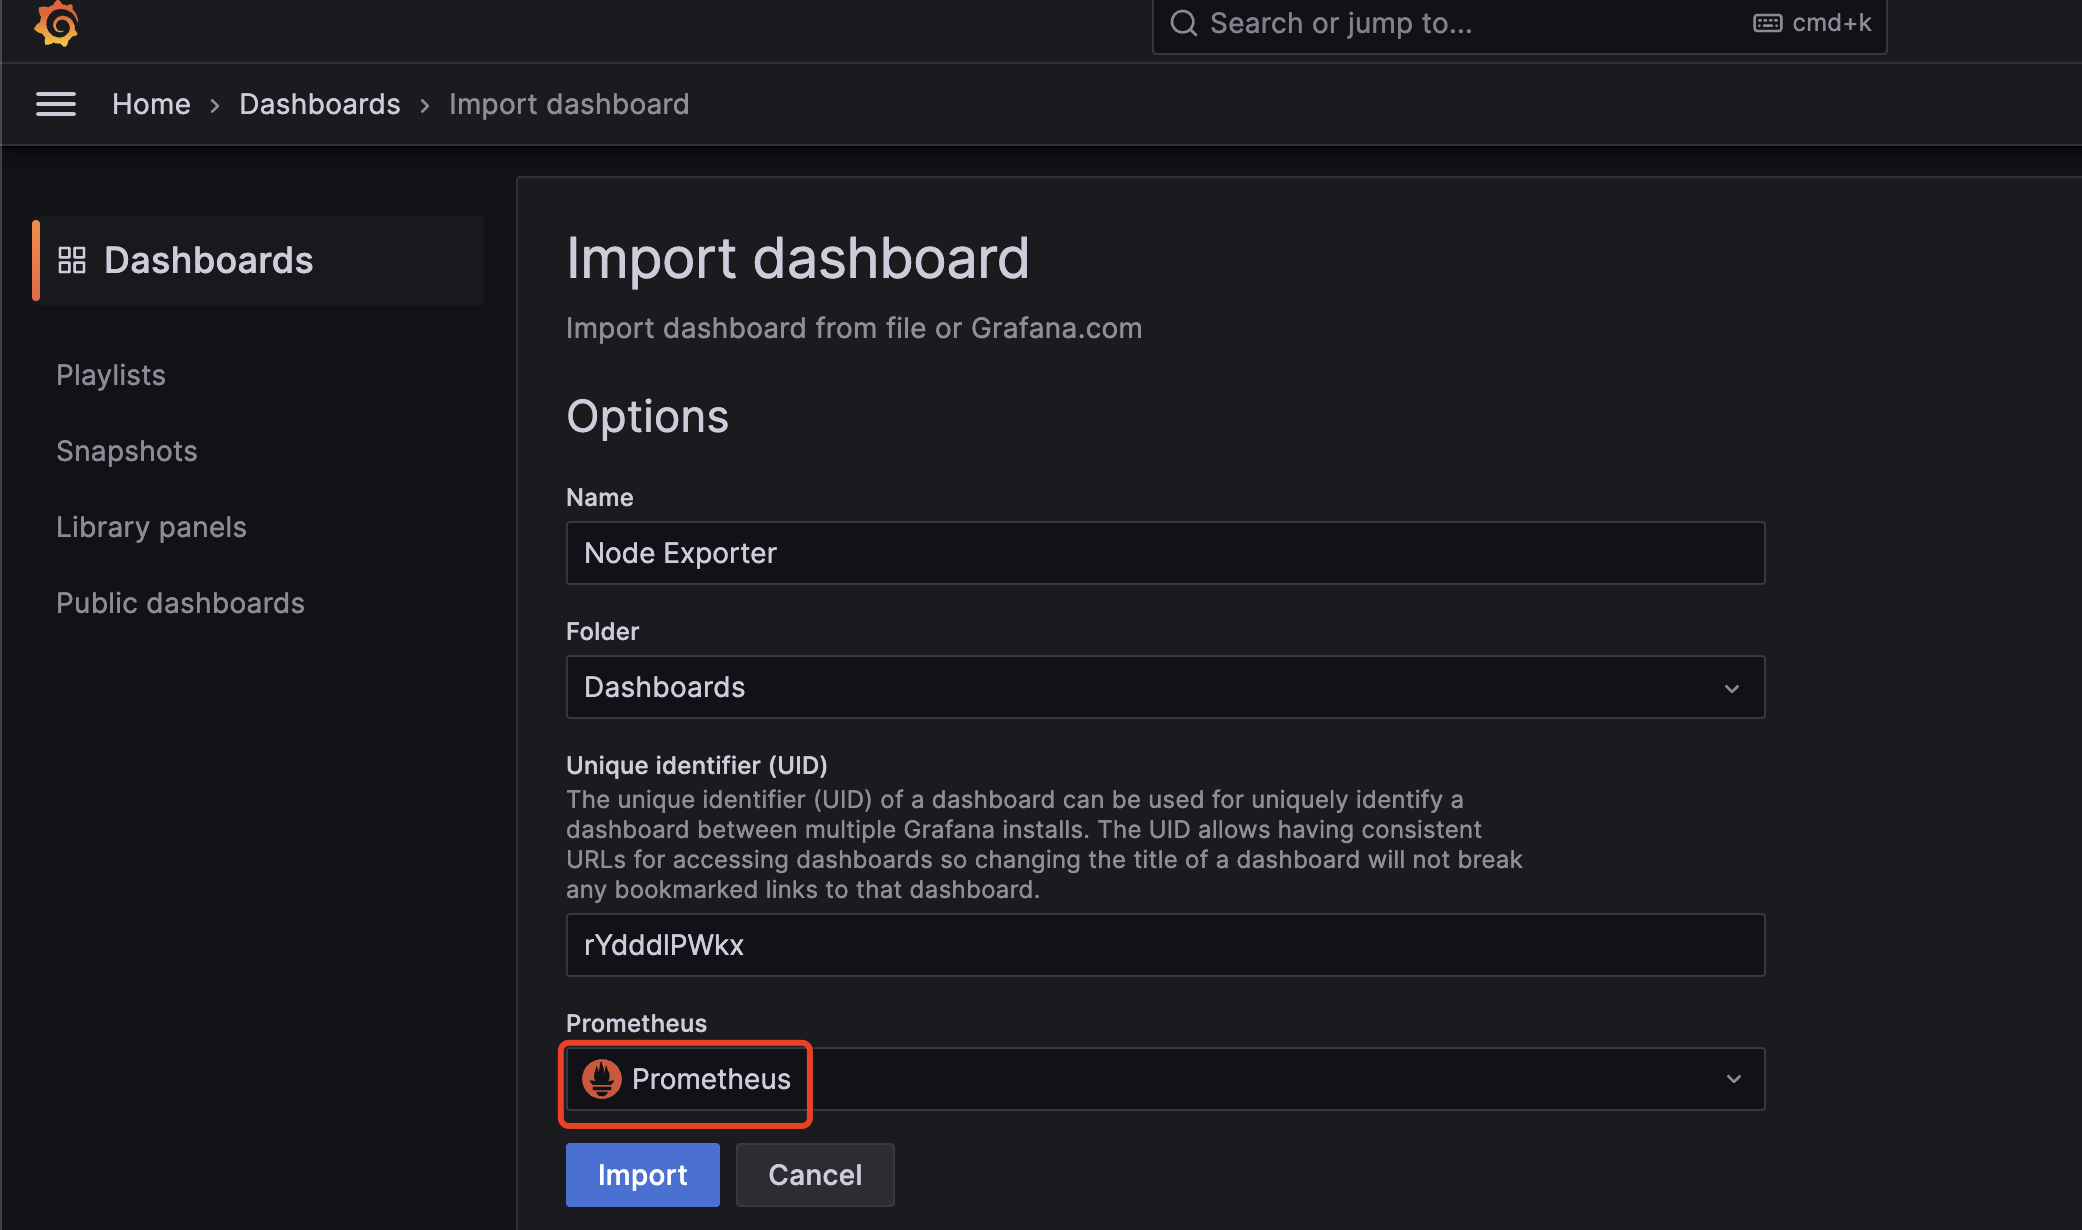 Search or jump to...
cmd+k
Home › Dashboards › Import dashboard
Dashboards
Playlists
Snapshots
Library panels
Public dashboards
Import dashboard
Import dashboard from file or Grafana.com
Options
Name
Node Exporter
Folder
Dashboards
Unique identifier (UID)
The unique identifier (UID) of a dashboard can be used for uniquely identify a
dashboard between multiple Grafana installs. The UID allows having consistent
URLs for accessing dashboards so changing the title of a dashboard will not break
any bookmarked links to that dashboard.
rYdddlPWkx
Prometheus
Prometheus
Import
Cancel